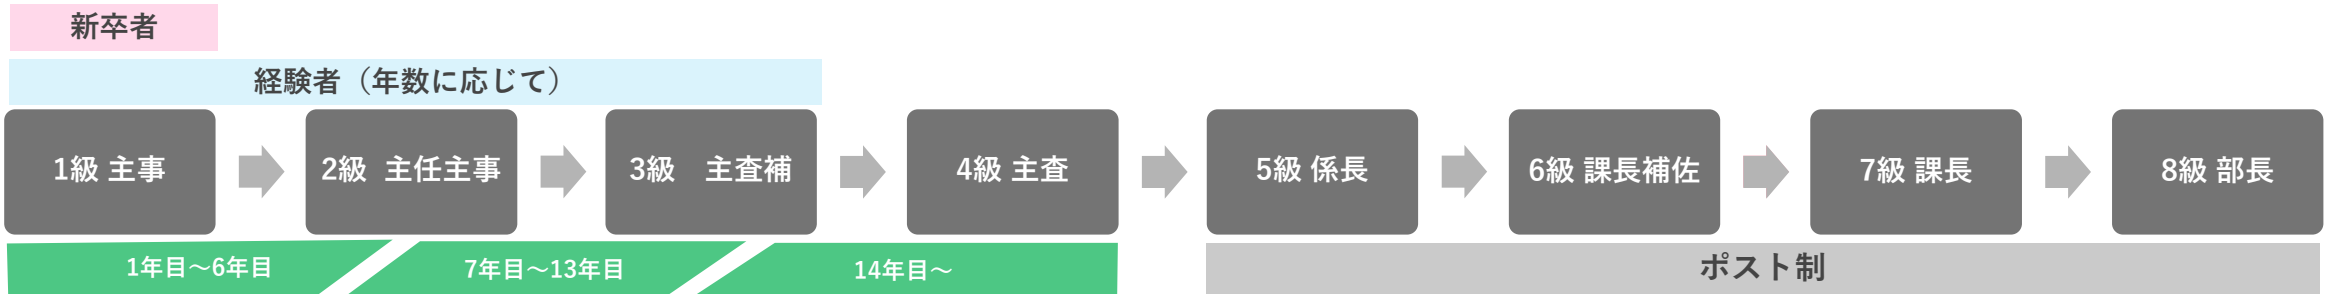 新卒者
経験者（年数に応じて）
1級 主事
2級 主任主事
3級　主査補
4級 主査
5級 係長
6級 課長補佐
7級 課長
8級 部長
1年目～6年目
7年目～13年目
14年目～
ポスト制